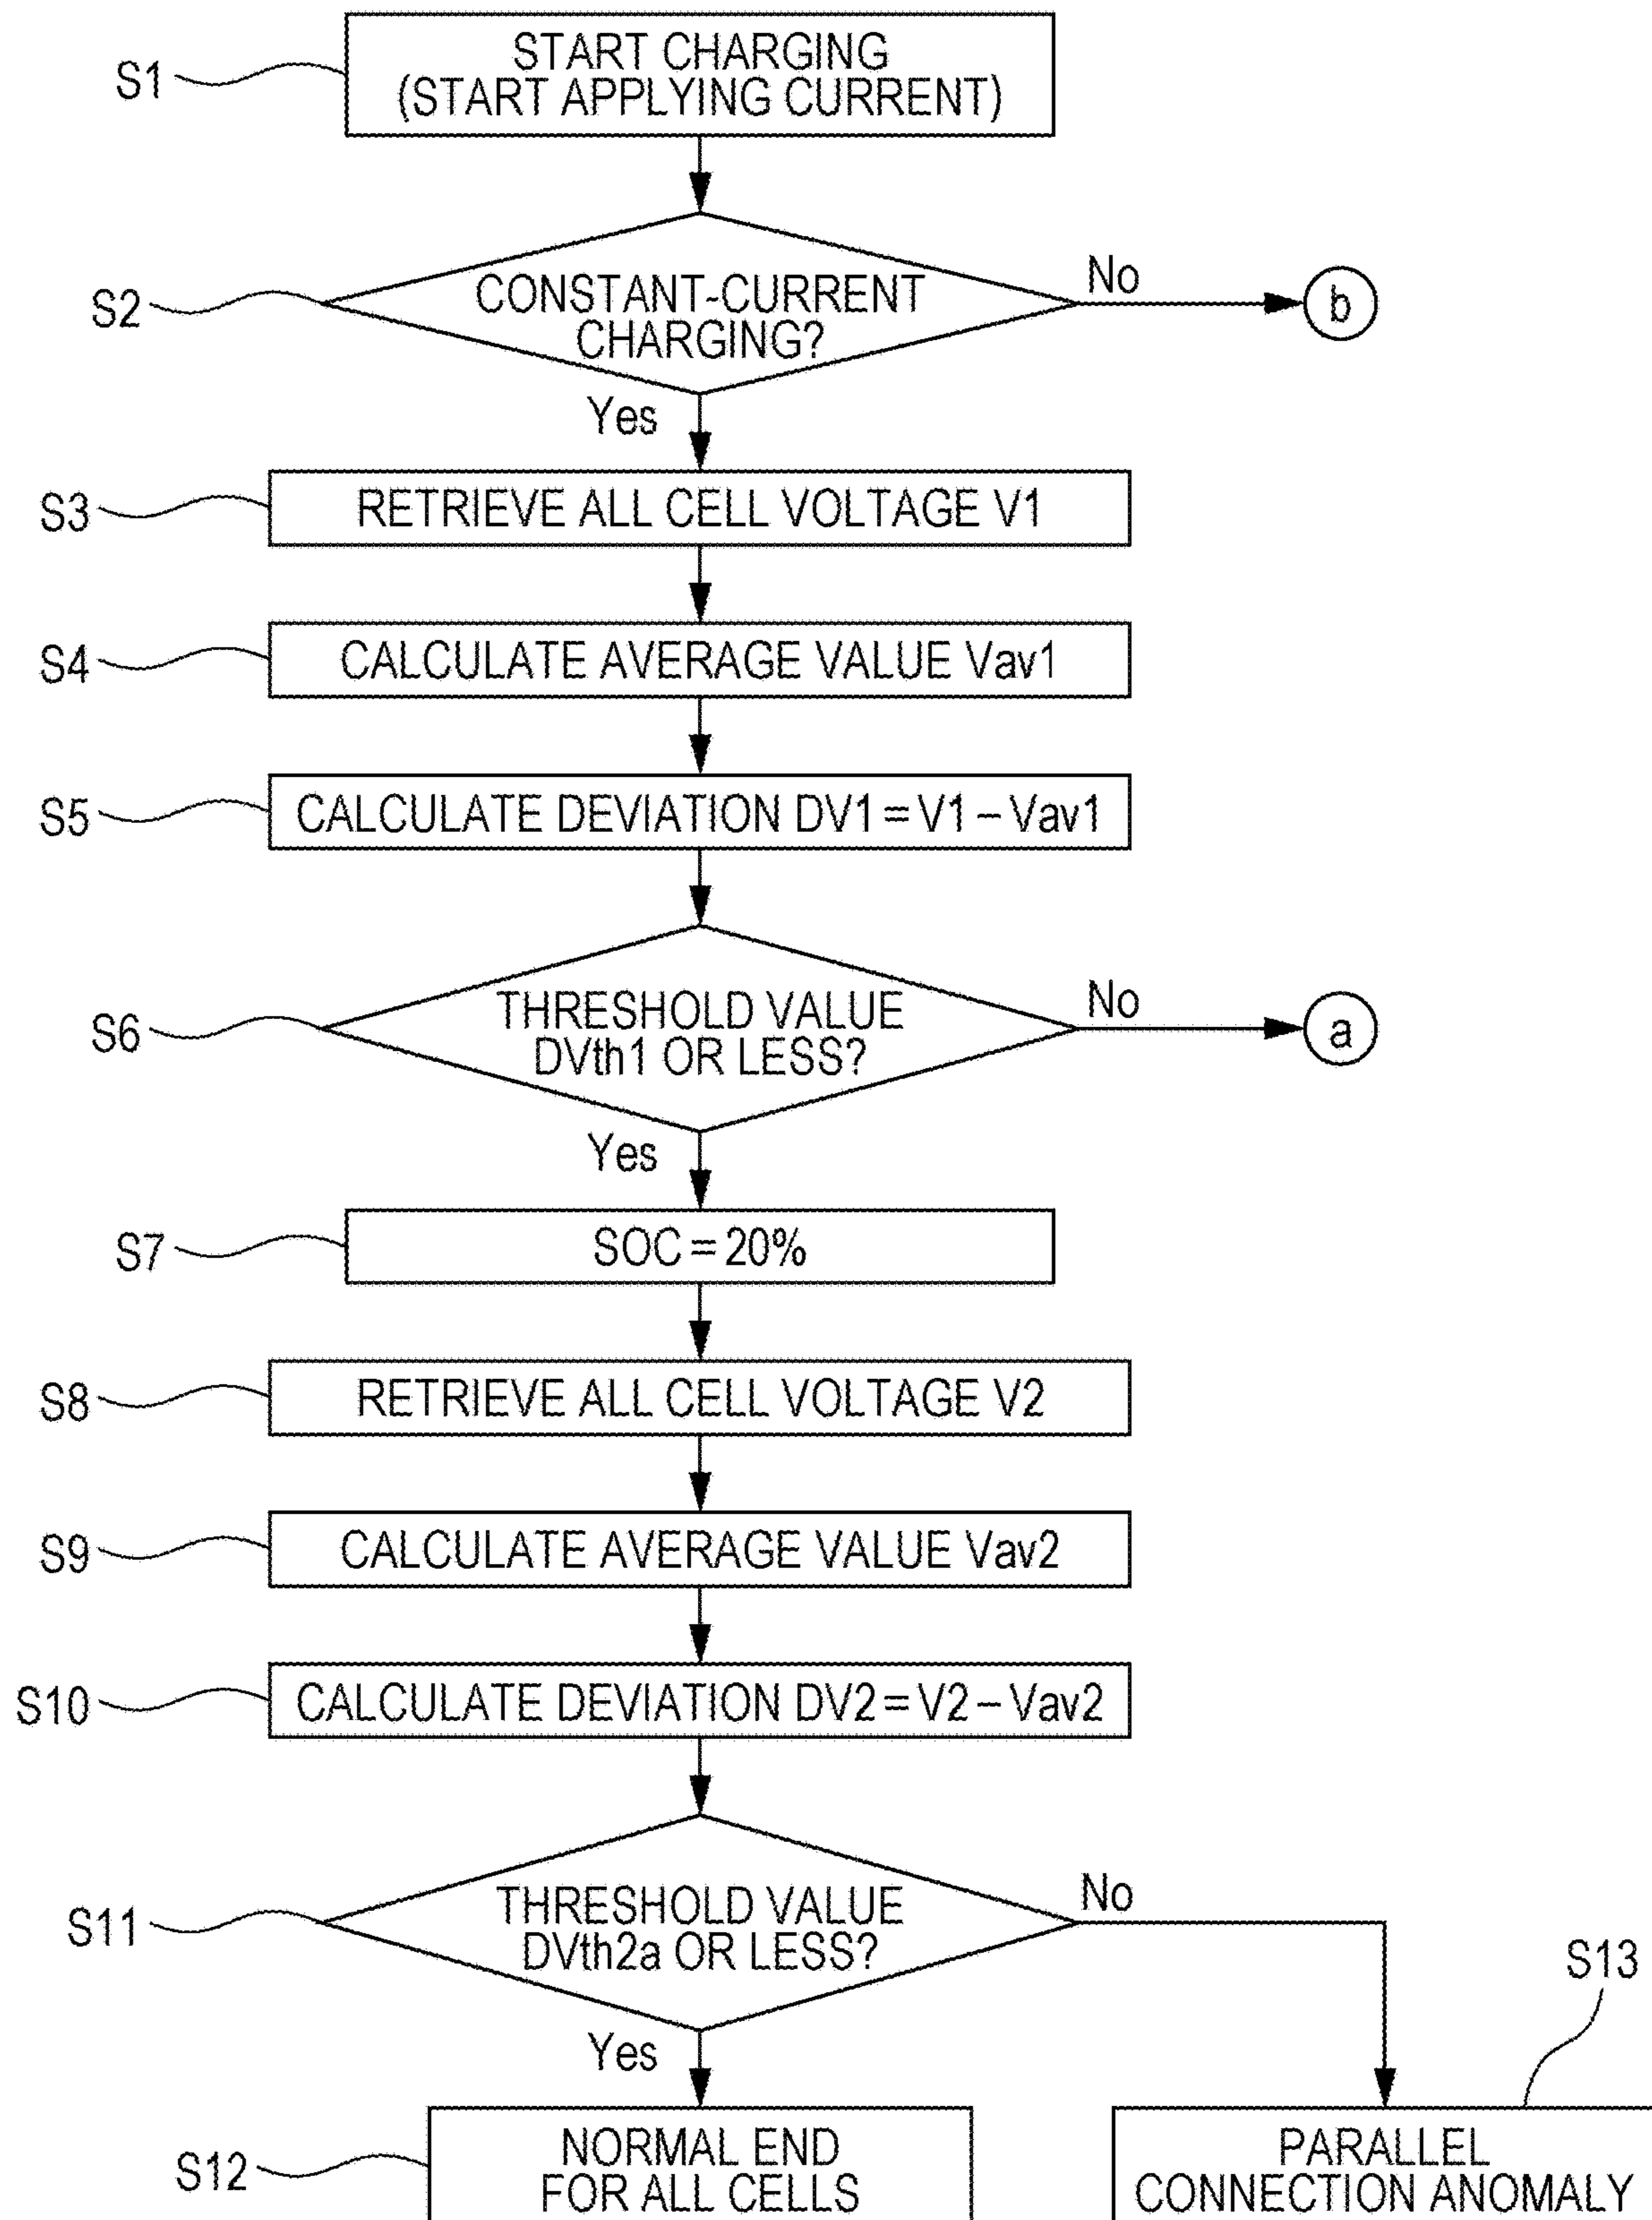 S1
START CHARGING
(START APPLYING CURRENT)
S2
CONSTANT-CURRENT
CHARGING?
No
b
Yes
S3
RETRIEVE ALL CELL VOLTAGE V1
S4
CALCULATE AVERAGE VALUE Vav1
S5
CALCULATE DEVIATION DV1 = V1 – Vav1
S6
THRESHOLD VALUE
DVth1 OR LESS?
No
a
Yes
S7
SOC = 20%
S8
RETRIEVE ALL CELL VOLTAGE V2
S9
CALCULATE AVERAGE VALUE Vav2
S10
CALCULATE DEVIATION DV2 = V2 – Vav2
S11
THRESHOLD VALUE
DVth2a OR LESS?
No
S13
Yes
S12
NORMAL END
FOR ALL CELLS
PARALLEL
CONNECTION ANOMALY